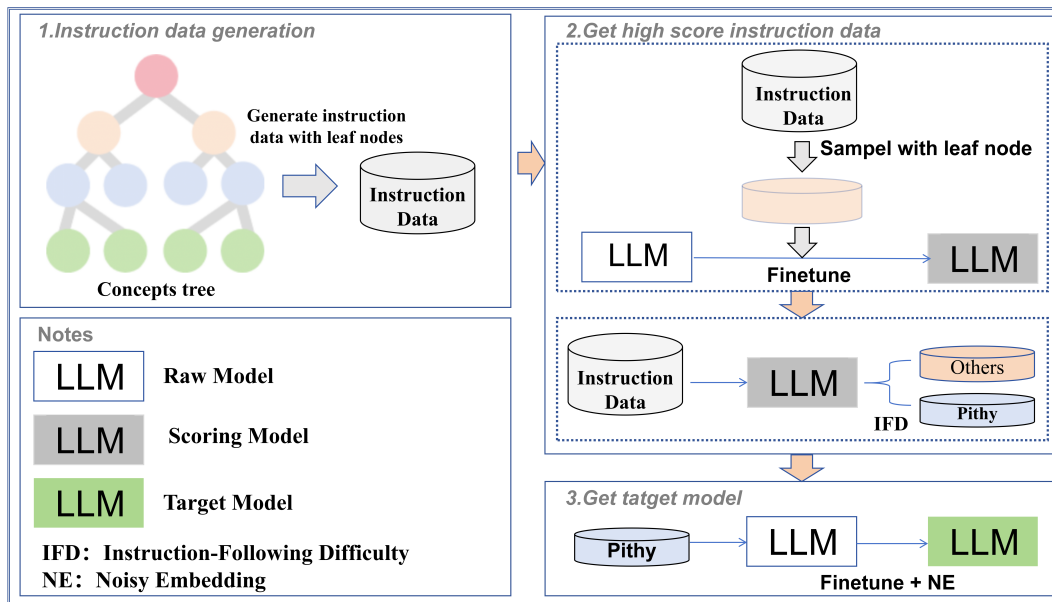 1.Instruction data generation
Generate instruction
data with leaf nodes
Instruction
Data
Concepts tree
2.Get high score instruction data
Instruction
Data
Sampel with leaf node
LLM
Finetune
LLM
Instruction
Data
LLM
Others
Pithy
IFD
Notes
LLM
Raw Model
LLM
Scoring Model
LLM
Target Model
IFD: Instruction-Following Difficulty
NE: Noisy Embedding
3.Get tatget model
Pithy
LLM
LLM
Finetune + NE